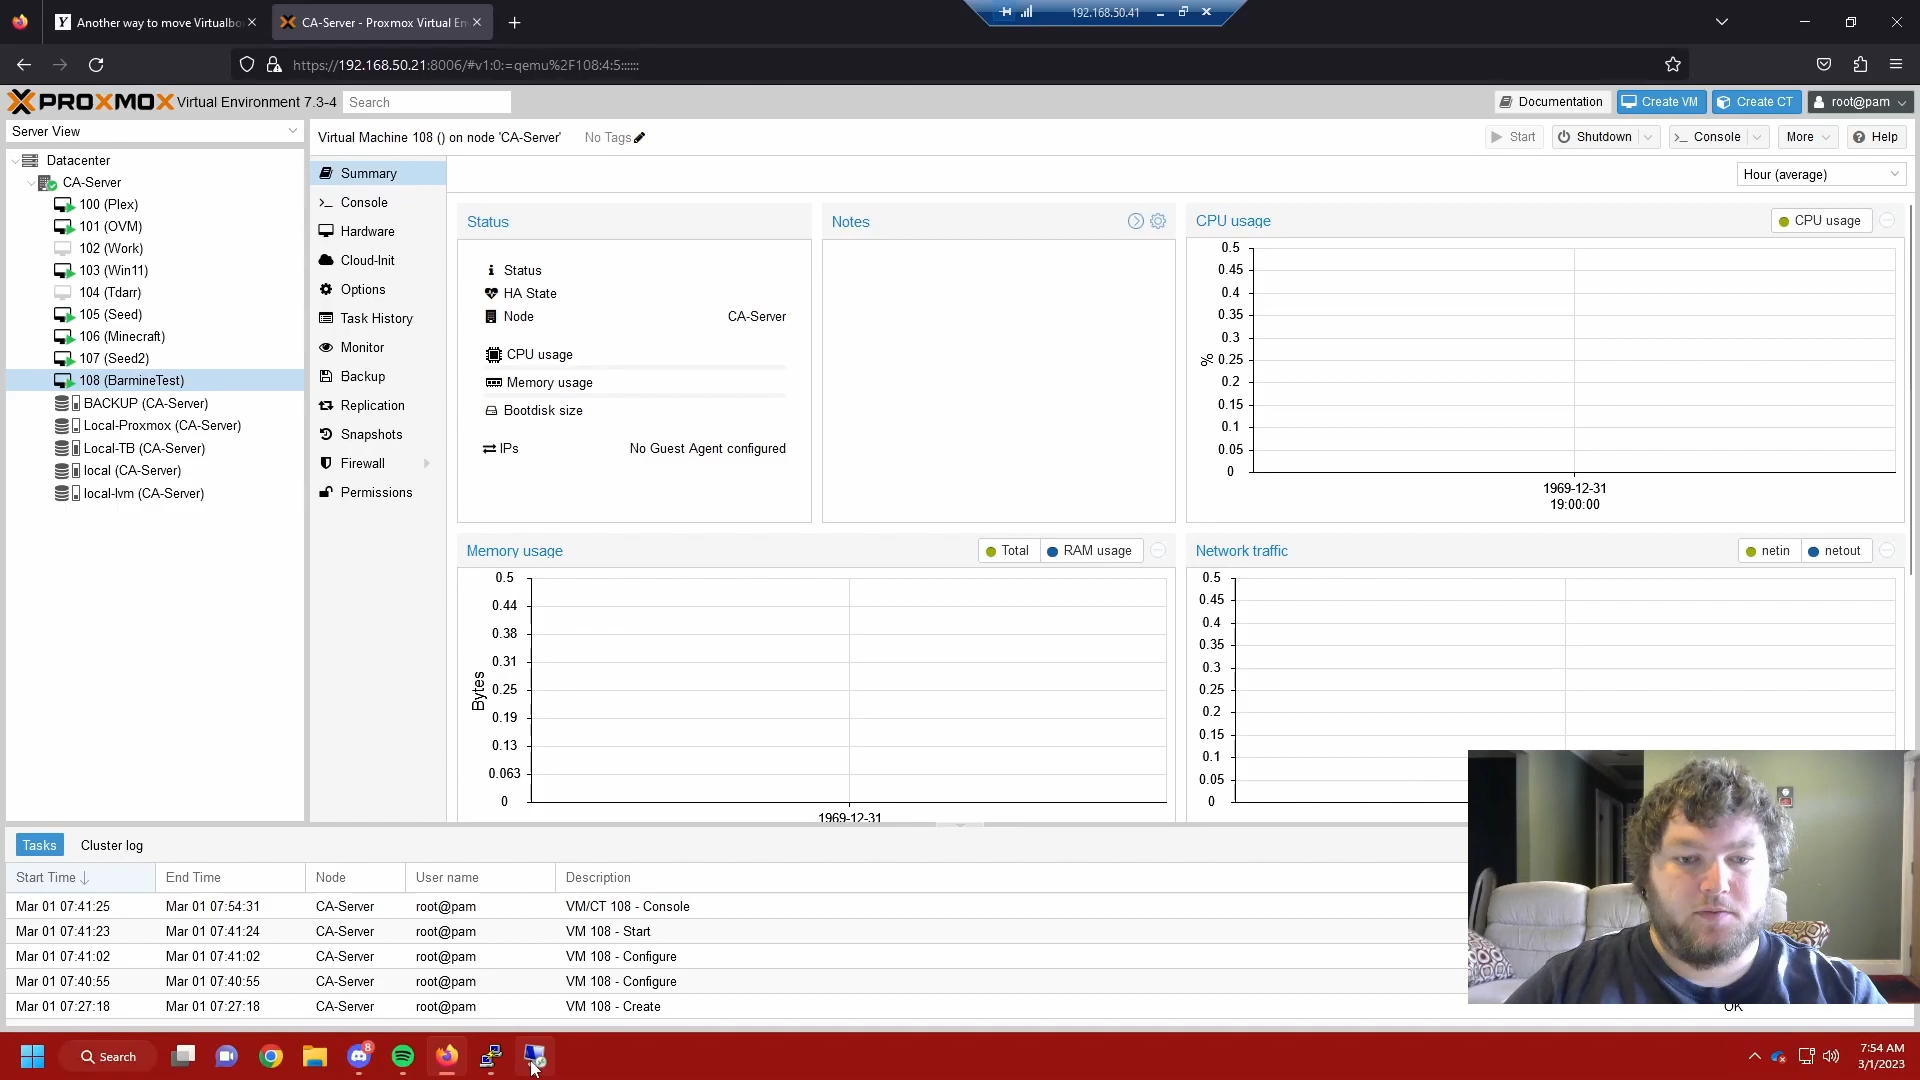 Another way to move Virtualbo
CA-Server - Proxmox Virtual En
192.168.50.41
https://192.168.50.21:8006/#v1:0:=qemu%2F108:4:5::::::
PROXMOX Virtual Environment 7.3-4
Search
Documentation
Create VM
Create CT
root@pam
Server View
Virtual Machine 108 () on node 'CA-Server'
No Tags
Start
Shutdown
Console
More
Help
Datacenter
CA-Server
100 (Plex)
101 (OVM)
102 (Work)
103 (Win11)
104 (Tdarr)
105 (Seed)
106 (Minecraft)
107 (Seed2)
108 (BarmineTest)
BACKUP (CA-Server)
Local-Proxmox (CA-Server)
Local-TB (CA-Server)
local (CA-Server)
local-lvm (CA-Server)
Summary
Console
Hardware
Cloud-Init
Options
Task History
Monitor
Backup
Replication
Snapshots
Firewall
Permissions
Hour (average)
Status
Status
HA State
Node CA-Server
CPU usage
Memory usage
Bootdisk size
IPs No Guest Agent configured
Notes
CPU usage
CPU usage
0.5
0.45
0.4
0.35
0.3
0.25
0.2
0.15
0.1
0.05
0
%
1969-12-31
19:00:00
Memory usage
Total
RAM usage
0.5
0.44
0.38
0.31
0.25
0.19
0.13
0.063
0
Bytes
1969-12-31
Network traffic
netin
netout
0.5
0.45
0.4
0.35
0.3
0.25
0.2
0.15
0.1
0.05
0
Tasks
Cluster log
Start Time End Time Node User name Description
Mar 01 07:41:25 Mar 01 07:54:31 CA-Server root@pam VM/CT 108 - Console
Mar 01 07:41:23 Mar 01 07:41:24 CA-Server root@pam VM 108 - Start
Mar 01 07:41:02 Mar 01 07:41:02 CA-Server root@pam VM 108 - Configure
Mar 01 07:40:55 Mar 01 07:40:55 CA-Server root@pam VM 108 - Configure
Mar 01 07:27:18 Mar 01 07:27:18 CA-Server root@pam VM 108 - Create OK
Search
8
7:54 AM
3/1/2023